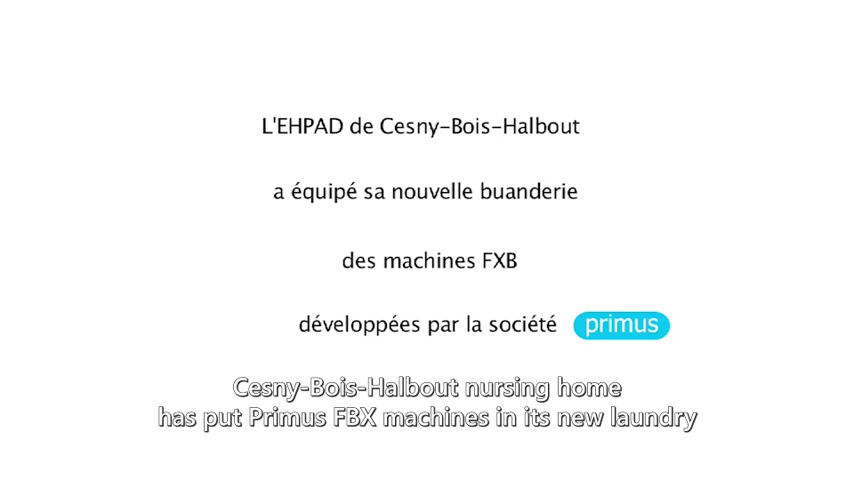 L'EHPAD de Cesny-Bois-Halbout
a équipé sa nouvelle buanderie
des machines FXB
développées par la société primus
Cesny-Bois-Halbout nursing home
has put Primus FBX machines in its new laundry